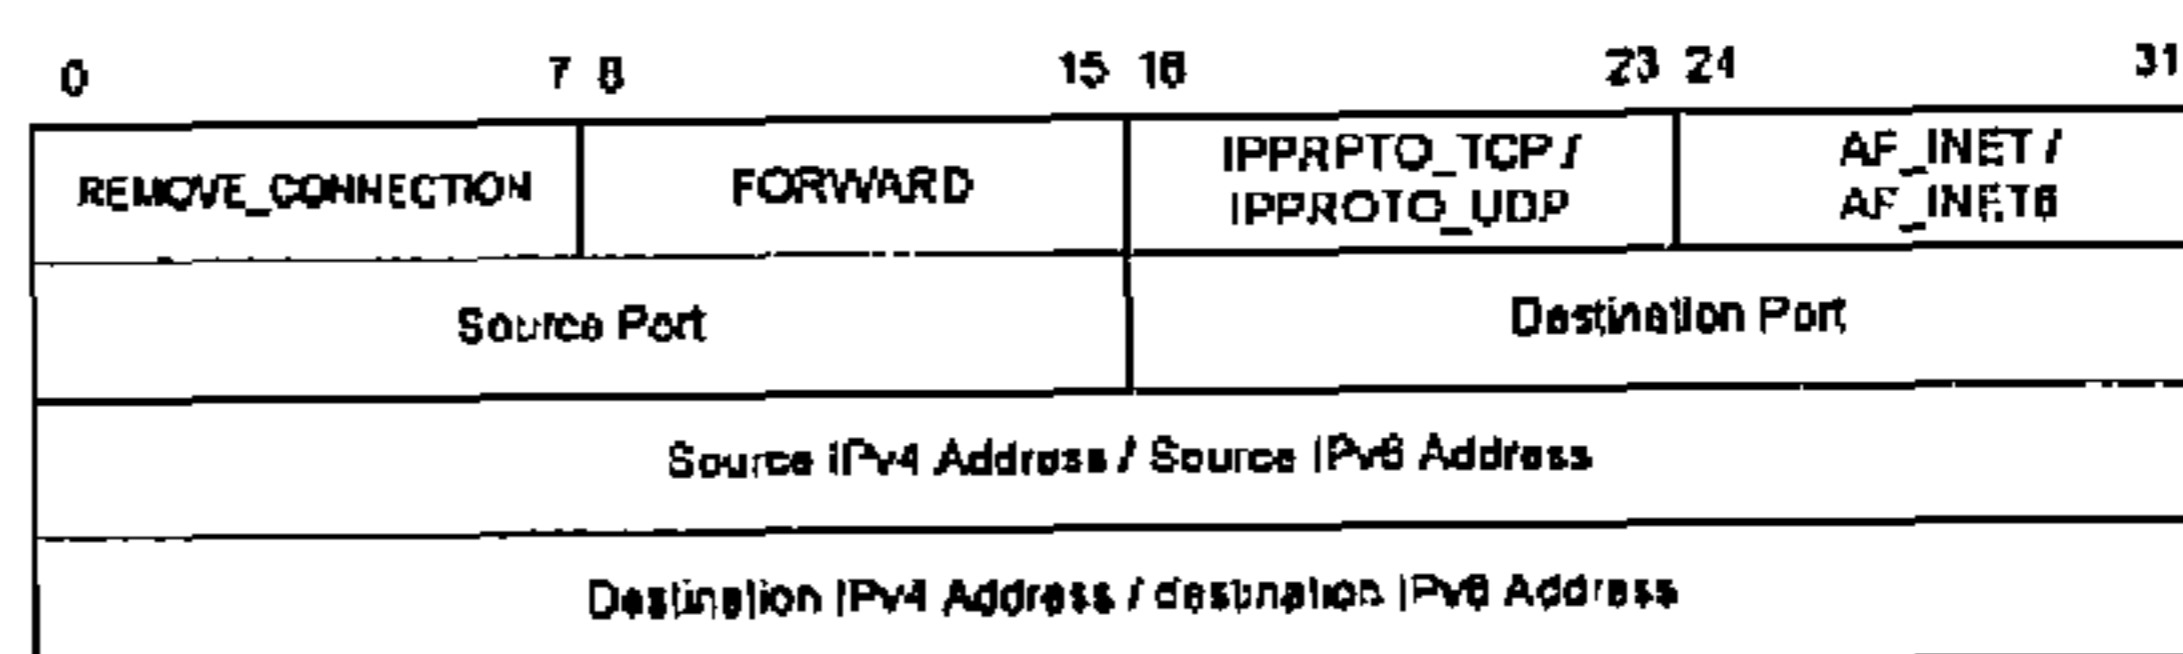 0 7 8 15 16 23 24 31
REMOVE_CONNECTION FORWARD IPPRPTO_TCP / AF_INET /
IPPROTO_UDP AF_INET6
Source Port Destination Port
Source IPv4 Address / Source IPv6 Address
Destination IPv4 Address / destination IPv6 Address